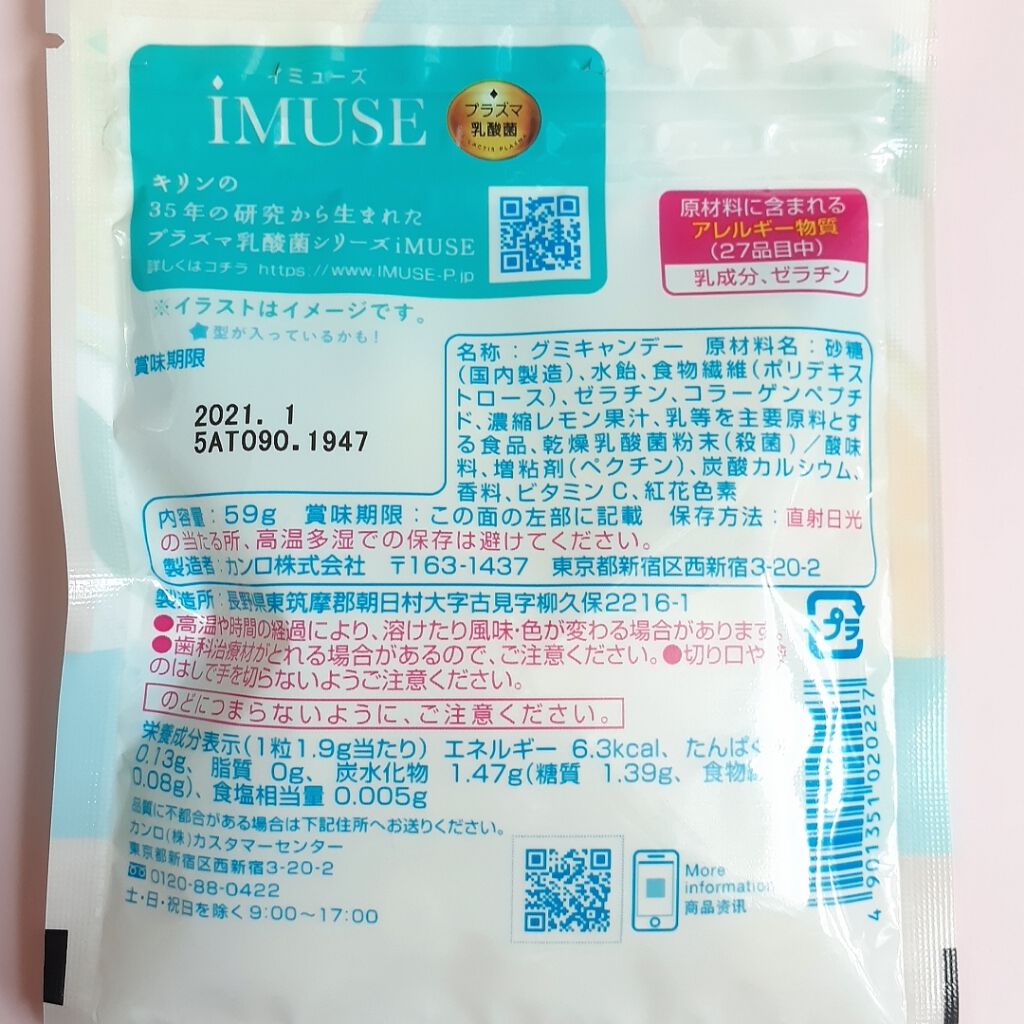 イミューズ
iMUSE
プラズマ
乳酸菌
LACTIS PLASMA
キリンの
35年の研究から生まれた
プラズマ乳酸菌シリーズiMUSE
詳しくはコチラ https://www.iMUSE-P.jp
原材料に含まれる
アレルギー物質
(27品目中)
乳成分、ゼラチン
※イラストはイメージです。
型が入っているかも!
賞味期限
2021. 1
5AT090.1947
名称：グミキャンデー 原材料名：砂糖
(国内製造)、水飴、食物繊維(ポリデキス
トロース)、ゼラチン、コラーゲンペプチ
ド、濃縮レモン果汁、乳等を主要原料とす
る食品、乾燥乳酸菌粉末(殺菌)／酸味
料、増粘剤(ペクチン)、炭酸カルシウム、
香料、ビタミンC、紅花色素
内容量：59g 賞味期限：この面の左部に記載 保存方法：直射日光
の当たる所、高温多湿での保存は避けてください。
製造者：カンロ株式会社 〒163-1437 東京都新宿区西新宿3-20-2
製造所：長野県東筑摩郡朝日村大字古見字柳久保2216-1
プラ
●高温や時間の経過により、溶けたり風味・色が変わる場合があります。
●歯科治療材がとれる場合があるので、ご注意ください。●切り口や
のはしで手を切らないようご注意ください。
のどにつまらないように、ご注意ください。
栄養成分表示(1粒1.9g当たり) エネルギー 6.3kcal、たんぱく
0.13g、脂質 0g、炭水化物 1.47g(糖質 1.39g、食物
0.08g)、食塩相当量 0.005g
品質に不都合がある場合は下記住所へお送りください。
カンロ(株)カスタマーセンター
東京都新宿区西新宿3-20-2
0120-88-0422
土・日・祝日を除く 9:00～17:00
More
information
商品资讯
4901351020227